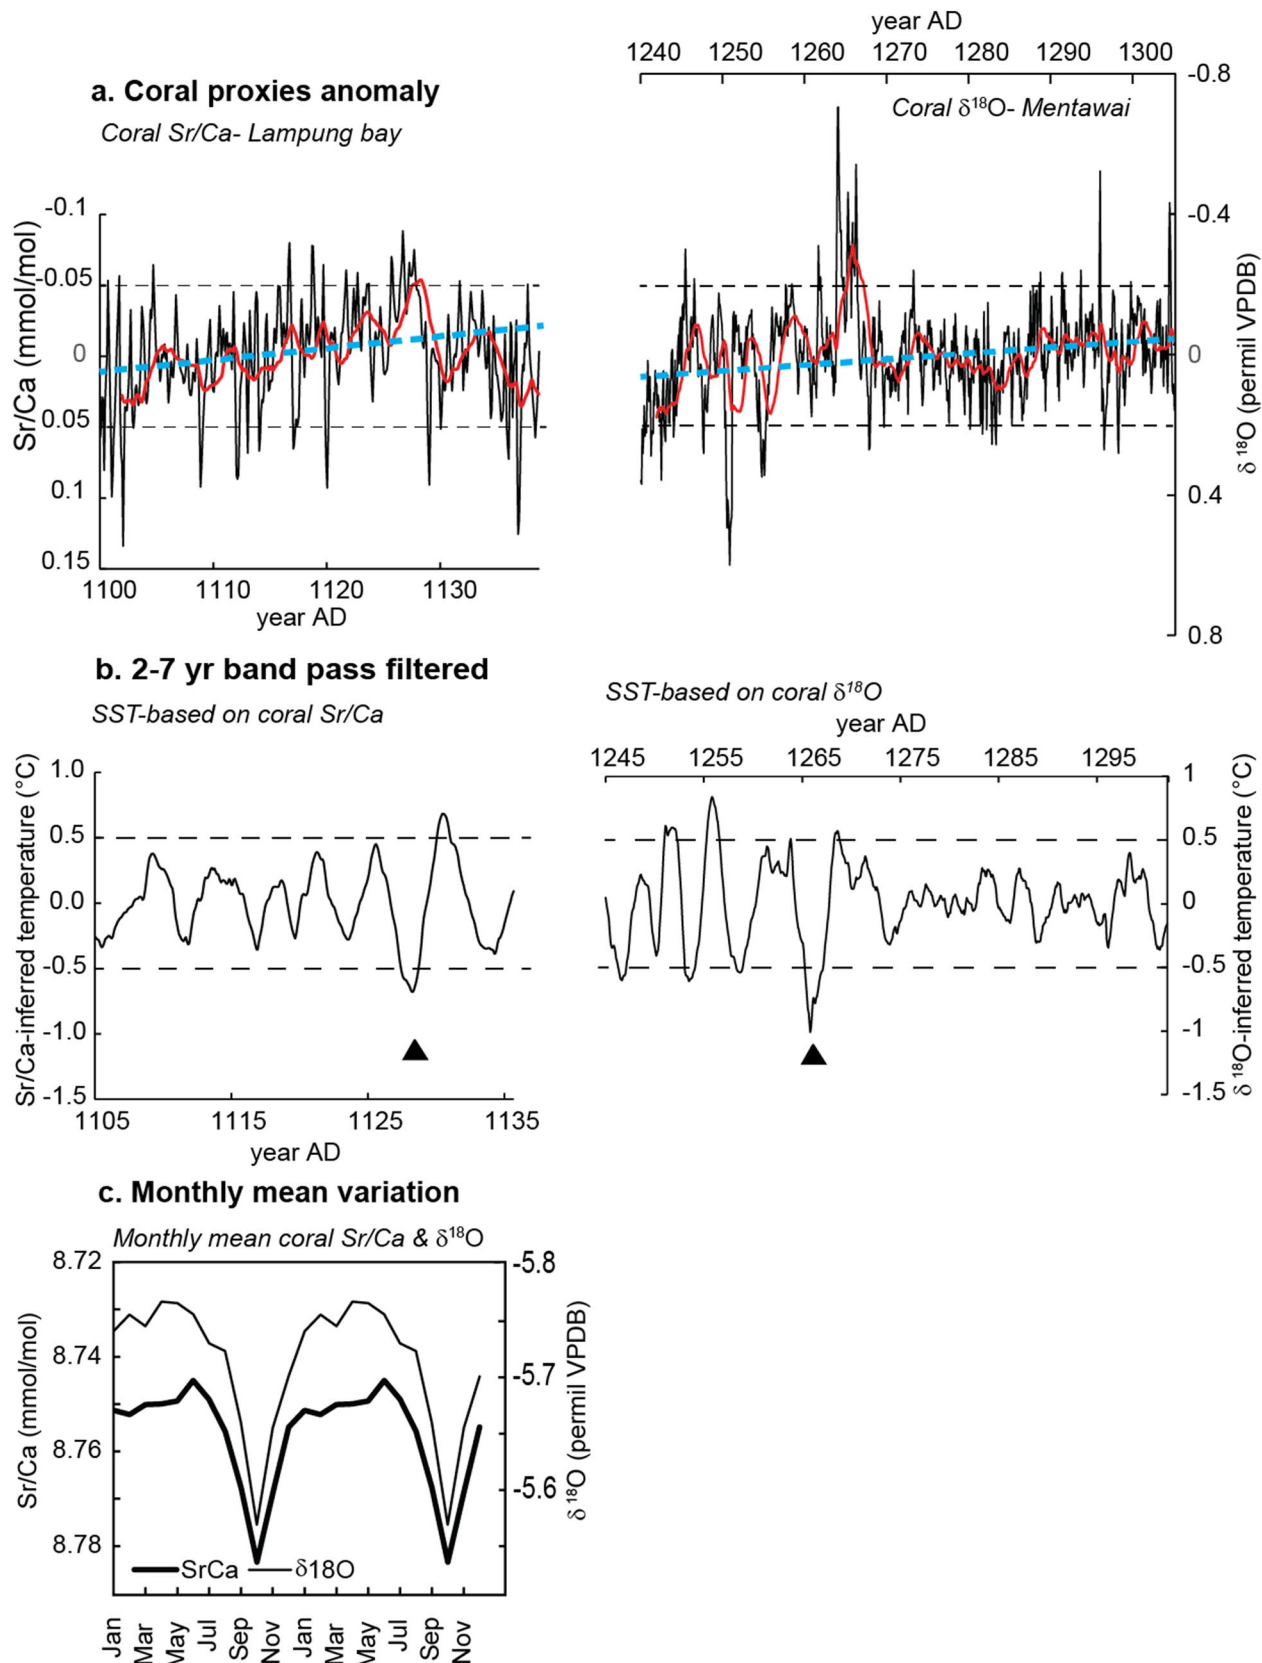 a. Coral proxies anomaly
Coral Sr/Ca- Lampung bay
Sr/Ca (mmol/mol)
-0.1
-0.05
0
0.05
0.1
0.15
1100 1110 1120 1130
year AD
year AD
1240 1250 1260 1270 1280 1290 1300
Coral δ18O- Mentawai
-0.8
-0.4
0
0.4
0.8
δ 18O (permil VPDB)
b. 2-7 yr band pass filtered
SST-based on coral Sr/Ca
Sr/Ca-inferred temperature (°C)
1.0
0.5
0.0
-0.5
-1.0
-1.5
1105 1115 1125 1135
year AD
SST-based on coral δ18O
year AD
1245 1255 1265 1275 1285 1295
1
0.5
0
-0.5
-1
-1.5
δ 18O-inferred temperature (°C)
c. Monthly mean variation
Monthly mean coral Sr/Ca & δ18O
Sr/Ca (mmol/mol)
8.72
8.74
8.76
8.78
-5.8
-5.7
-5.6
δ 18O (permil VPDB)
SrCa δ18O
Jan Mar May Jul Sep Nov Jan Mar May Jul Sep Nov